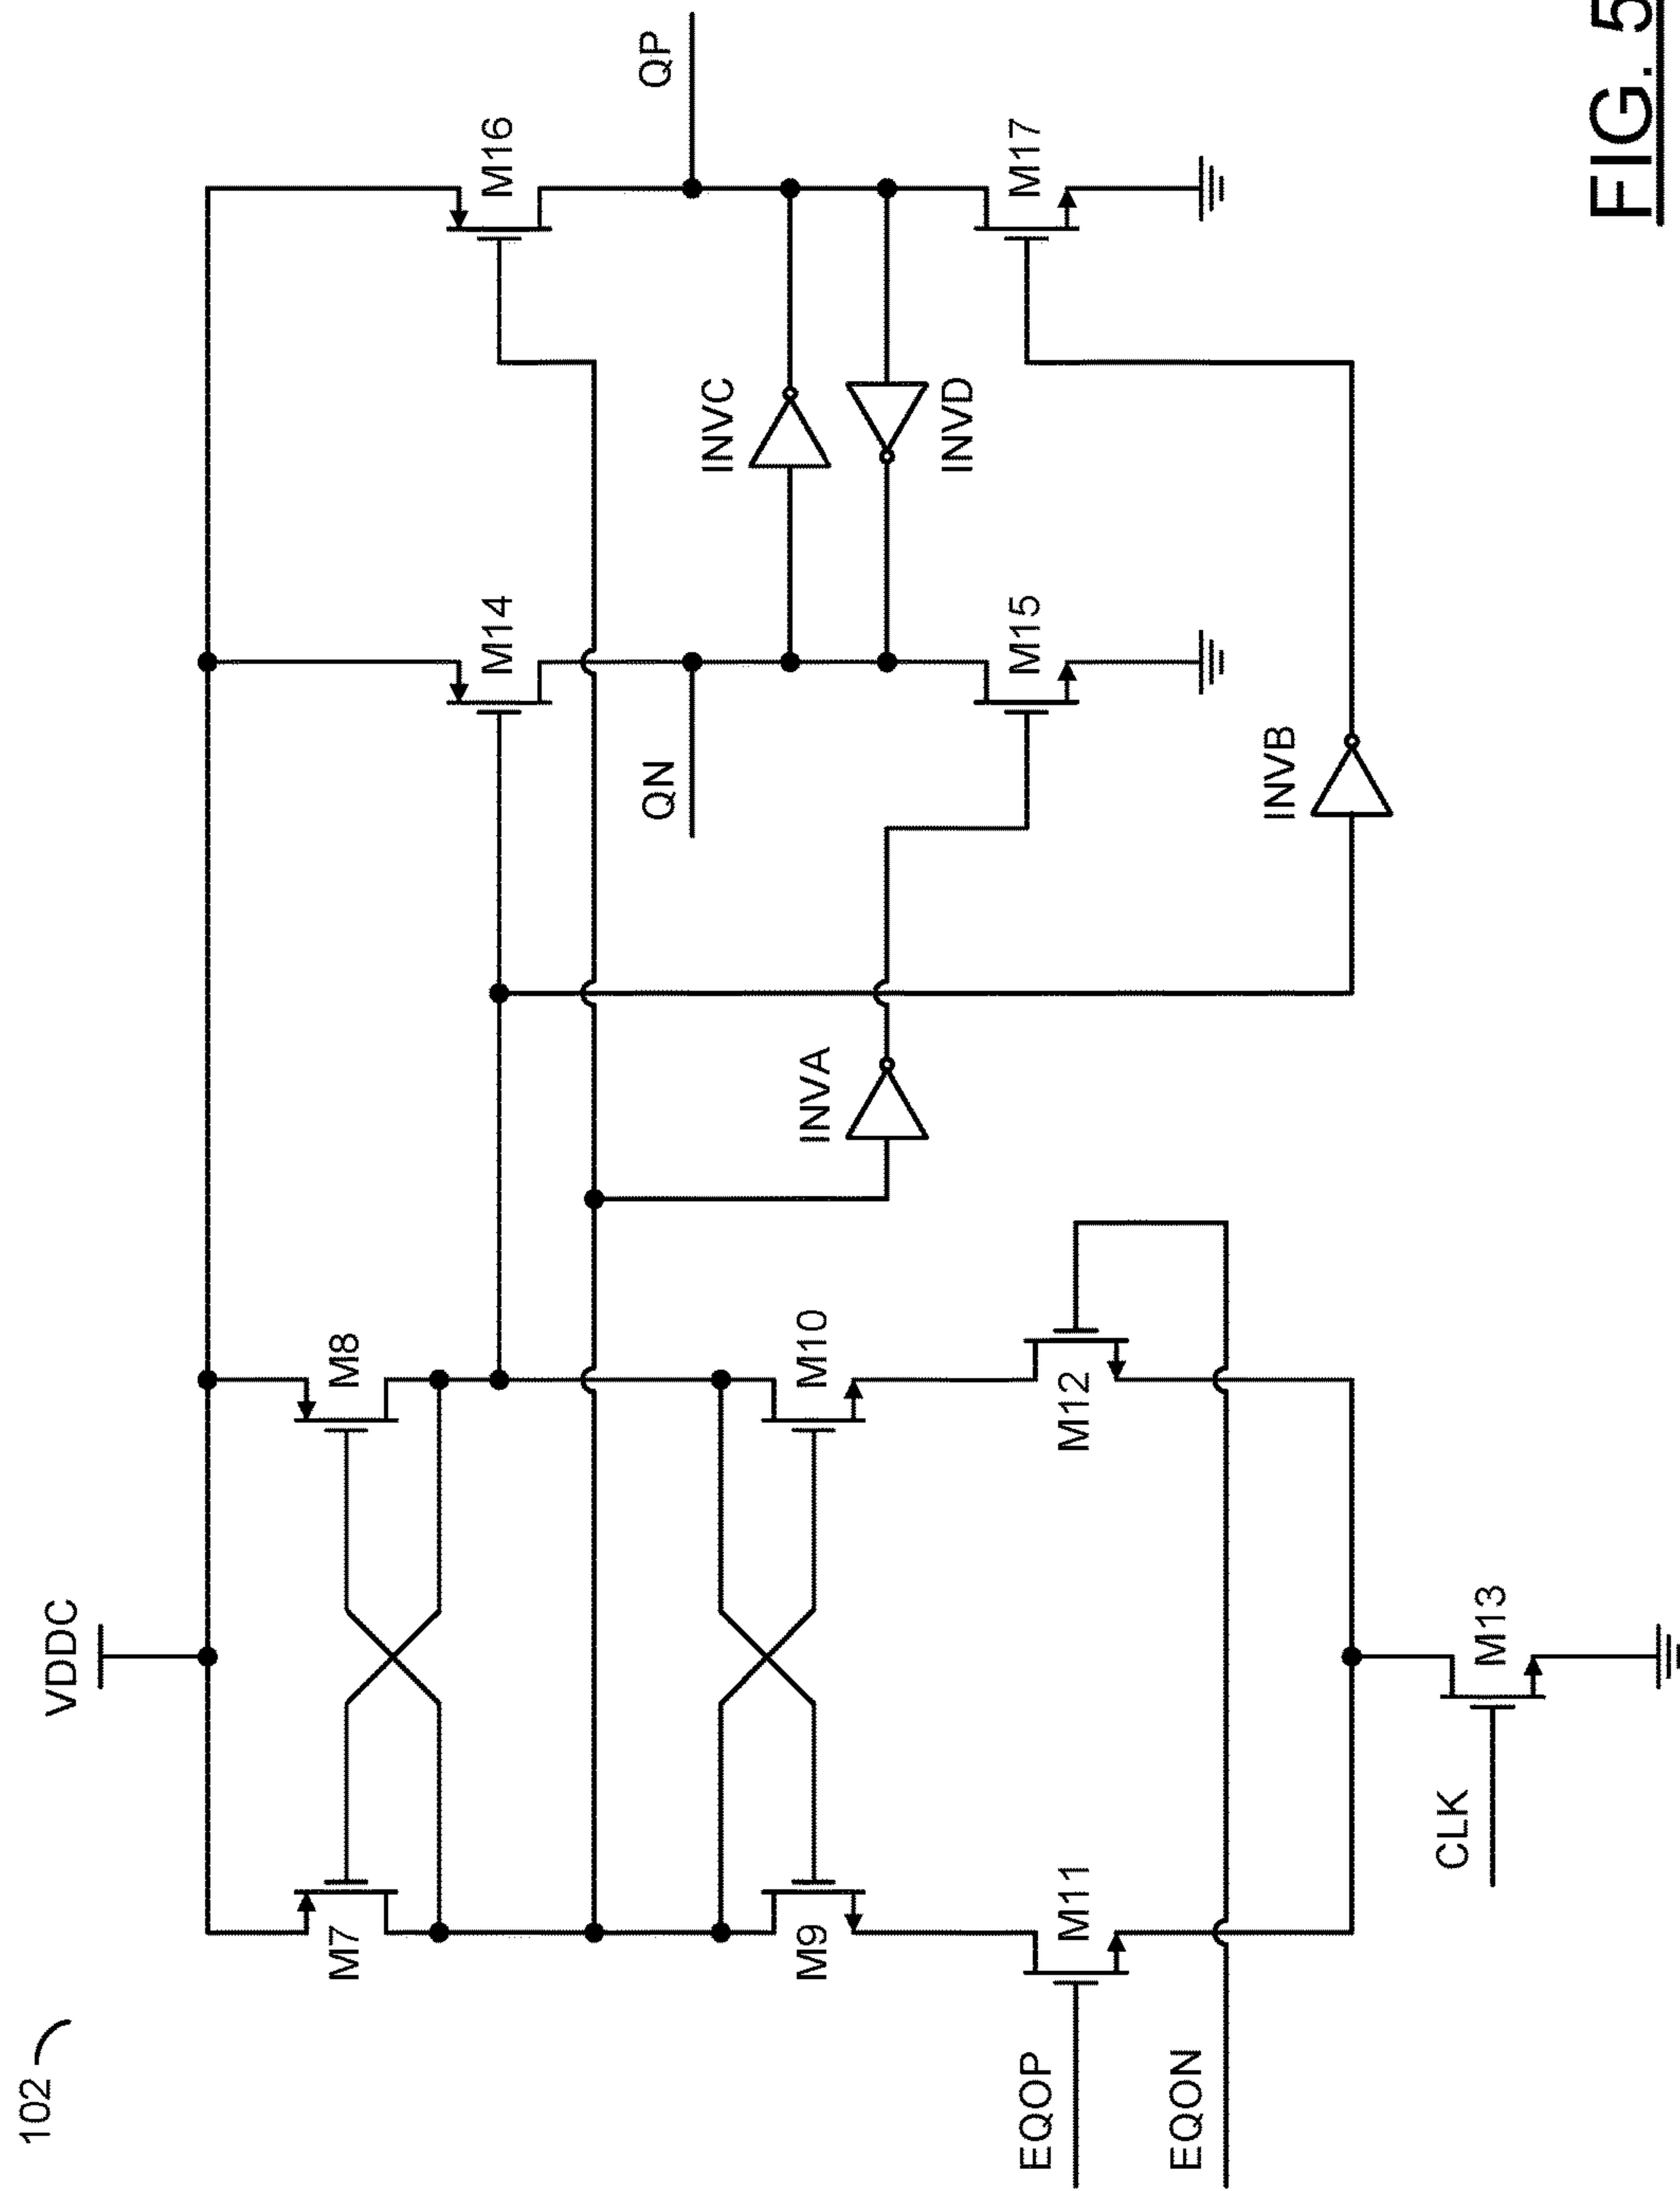 102
VDDC
M7
M8
M14
M16
QN
QP
INVC
M9
M10
INVA
INVD
M11
M12
M15
M17
EQOP
EQON
INVB
CLK
M13
FIG. 5